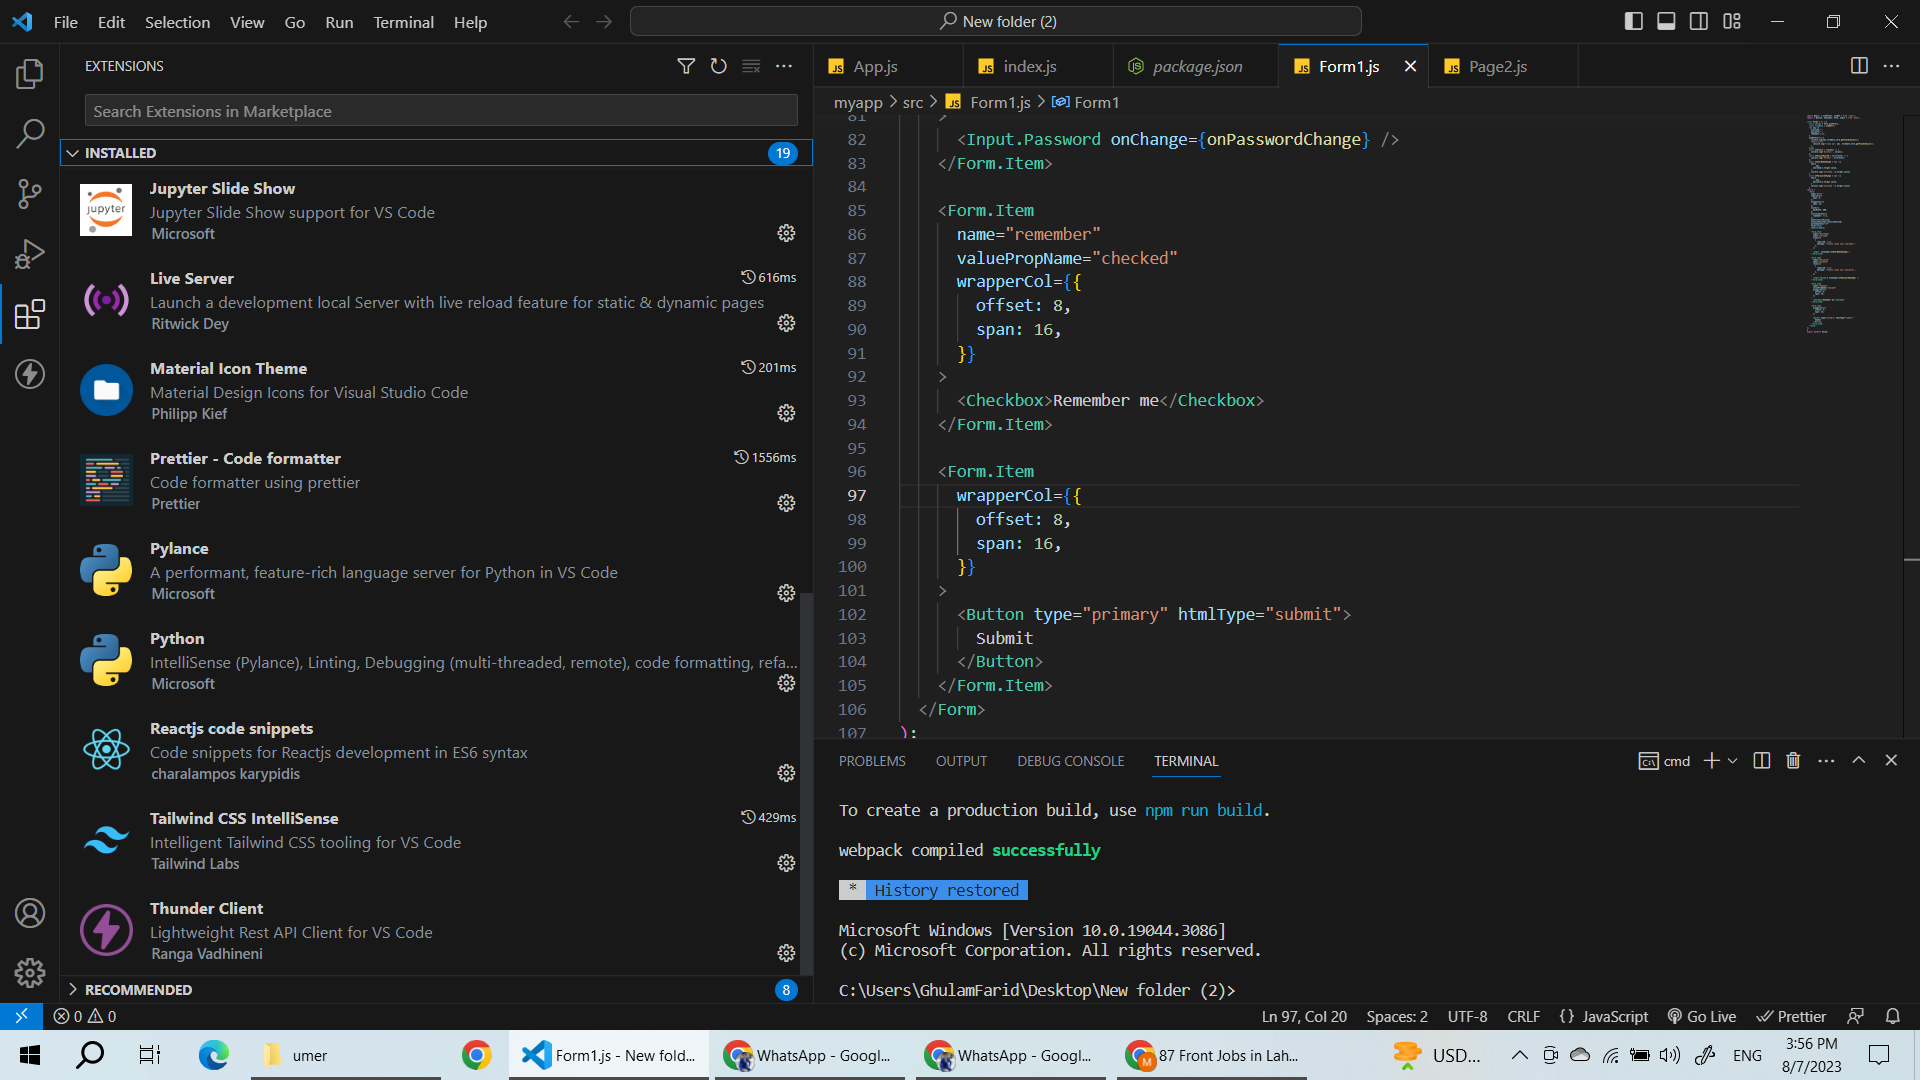 File Edit Selection View Go Run Terminal Help
New folder (2)
EXTENSIONS
Search Extensions in Marketplace
INSTALLED 19
Jupyter Slide Show
jupyter
Jupyter Slide Show support for VS Code
Microsoft
Live Server 616ms
Launch a development local Server with live reload feature for static & dynamic pages
Ritwick Dey
Material Icon Theme 201ms
Material Design Icons for Visual Studio Code
Philipp Kief
Prettier - Code formatter 1556ms
Code formatter using prettier
Prettier
Pylance
A performant, feature-rich language server for Python in VS Code
Microsoft
Python
IntelliSense (Pylance), Linting, Debugging (multi-threaded, remote), code formatting, refa...
Microsoft
Reactjs code snippets
Code snippets for Reactjs development in ES6 syntax
charalampos karypidis
Tailwind CSS IntelliSense 429ms
Intelligent Tailwind CSS tooling for VS Code
Tailwind Labs
Thunder Client
Lightweight Rest API Client for VS Code
Ranga Vadhineni
RECOMMENDED 8
JS App.js JS index.js package.json JS Form1.js JS Page2.js
myapp > src > JS Form1.js > Form1
81 >
82 <Input.Password onChange={onPasswordChange} />
83 </Form.Item>
84
85 <Form.Item
86 name="remember"
87 valuePropName="checked"
88 wrapperCol={{
89 offset: 8,
90 span: 16,
91 }}
92 >
93 <Checkbox>Remember me</Checkbox>
94 </Form.Item>
95
96 <Form.Item
97 wrapperCol={{
98 offset: 8,
99 span: 16,
100 }}
101 >
102 <Button type="primary" htmlType="submit">
103 Submit
104 </Button>
105 </Form.Item>
106 </Form>
107 );
PROBLEMS OUTPUT DEBUG CONSOLE TERMINAL cmd
To create a production build, use npm run build.
webpack compiled successfully
* History restored
Microsoft Windows [Version 10.0.19044.3086]
(c) Microsoft Corporation. All rights reserved.
C:\Users\GhulamFarid\Desktop\New folder (2)>
0 0 Ln 97, Col 20 Spaces: 2 UTF-8 CRLF {} JavaScript Go Live Prettier
umer Form1.js - New fold... WhatsApp - Googl... WhatsApp - Googl... M 87 Front Jobs in Lah... USD... ENG 3:56 PM
8/7/2023